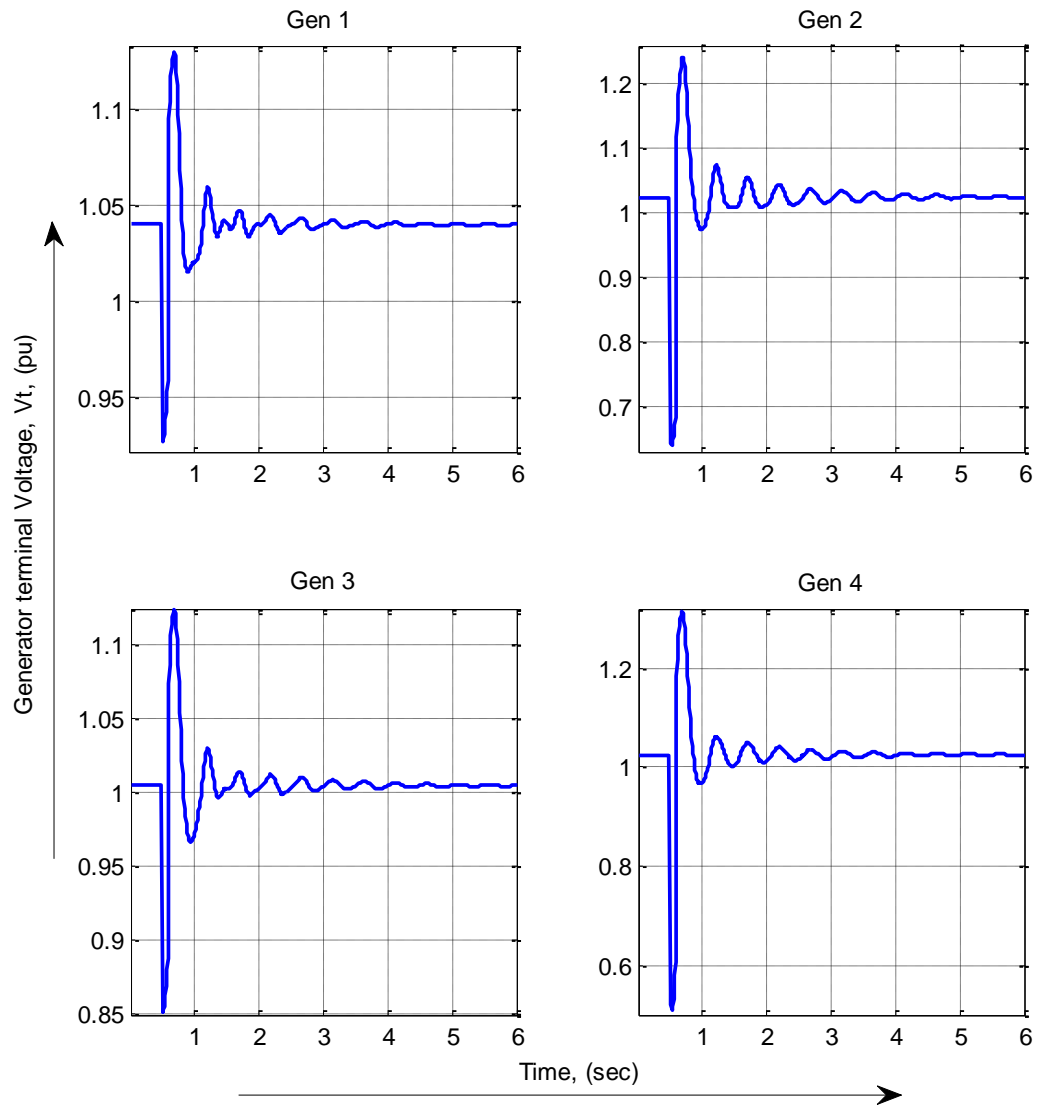 Gen 1
Gen 2
1.1
1.05
1
0.95
1 2 3 4 5 6
1.2
1.1
1
0.9
0.8
0.7
1 2 3 4 5 6
Generator terminal Voltage, Vt, (pu)
Gen 3
Gen 4
1.1
1.05
1
0.95
0.9
0.85
1 2 3 4 5 6
1.2
1
0.8
0.6
1 2 3 4 5 6
Time, (sec)